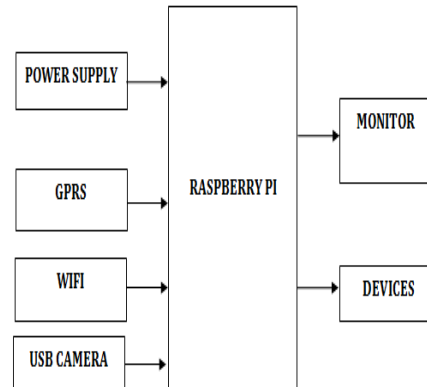 POWER SUPPLY
GPRS
WIFI
USB CAMERA
RASPBERRY PI
MONITOR
DEVICES